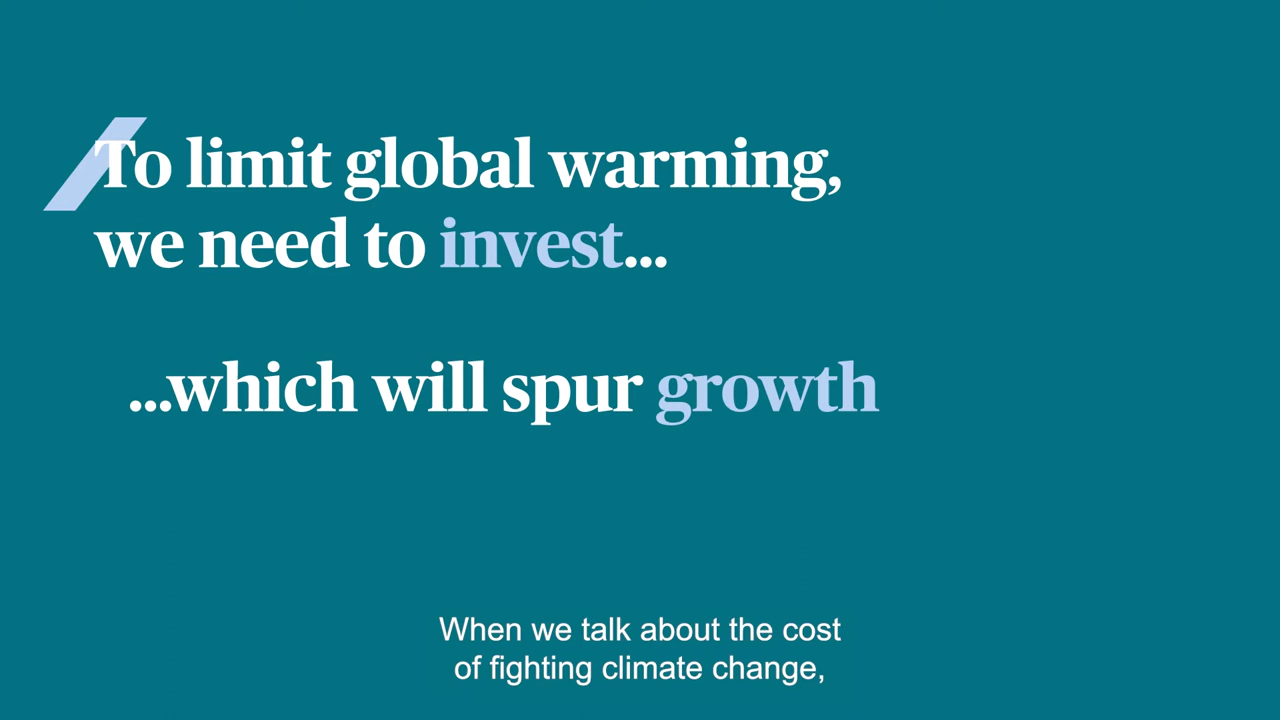 To limit global warming,
we need to invest...
...which will spur growth
When we talk about the cost
of fighting climate change,